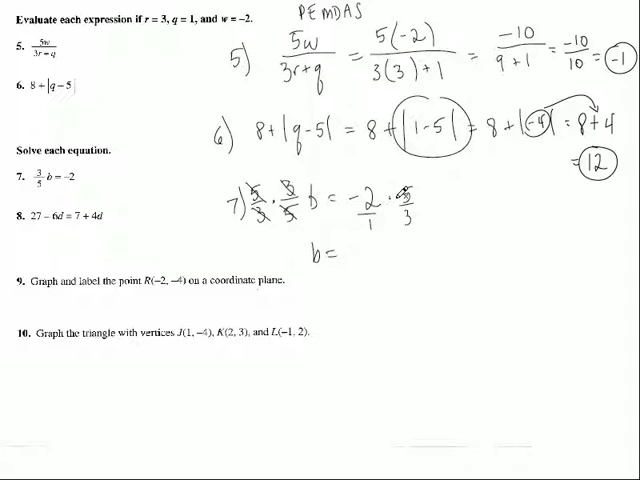 Evaluate each expression if r = 3, q = 1, and w = −2.
PEMDAS
5. 5w / 3r + q
5) 5w / 3r+q = 5(-2) / 3(3)+1 = -10 / 9+1 = -10/10 = -1
6. 8 + |q − 5|
6) 8+|q-5| = 8+|1-5| = 8+|-4| = 8+4
= 12
Solve each equation.
7. 3/5 b = −2
7) 5/3 · 3/5 b = -2/1 · 5/3
8. 27 − 6d = 7 + 4d
b =
9. Graph and label the point R(−2, −4) on a coordinate plane.
10. Graph the triangle with vertices J(1, −4), K(2, 3), and L(−1, 2).